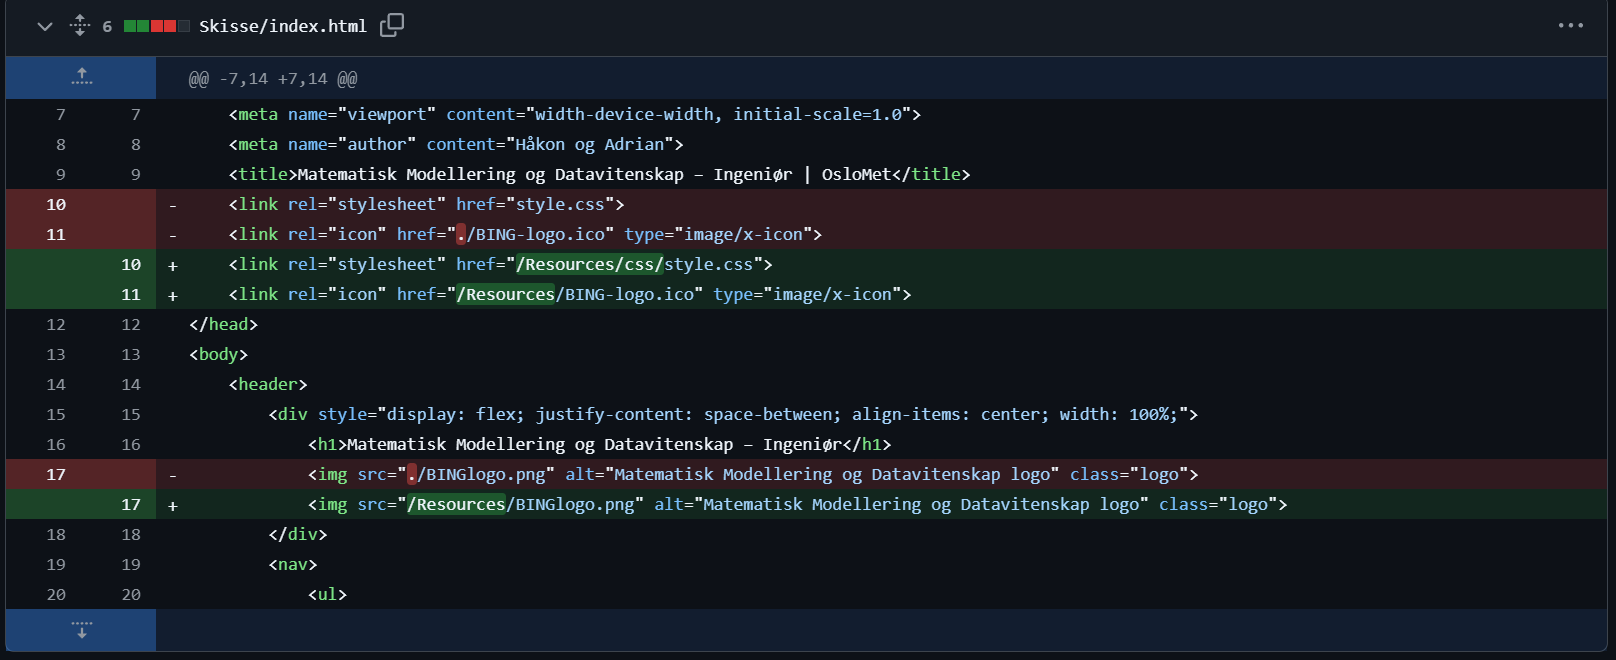 6 Skisse/index.html
@@ -7,14 +7,14 @@
7 7 <meta name="viewport" content="width-device-width, initial-scale=1.0">
8 8 <meta name="author" content="Håkon og Adrian">
9 9 <title>Matematisk Modellering og Datavitenskap – Ingeniør | OsloMet</title>
10 - <link rel="stylesheet" href="style.css">
11 - <link rel="icon" href="./BING-logo.ico" type="image/x-icon">
10 + <link rel="stylesheet" href="/Resources/css/style.css">
11 + <link rel="icon" href="/Resources/BING-logo.ico" type="image/x-icon">
12 12 </head>
13 13 <body>
14 14 <header>
15 15 <div style="display: flex; justify-content: space-between; align-items: center; width: 100%;">
16 16 <h1>Matematisk Modellering og Datavitenskap – Ingeniør</h1>
17 - <img src="./BINGlogo.png" alt="Matematisk Modellering og Datavitenskap logo" class="logo">
17 + <img src="/Resources/BINGlogo.png" alt="Matematisk Modellering og Datavitenskap logo" class="logo">
18 18 </div>
19 19 <nav>
20 20 <ul>